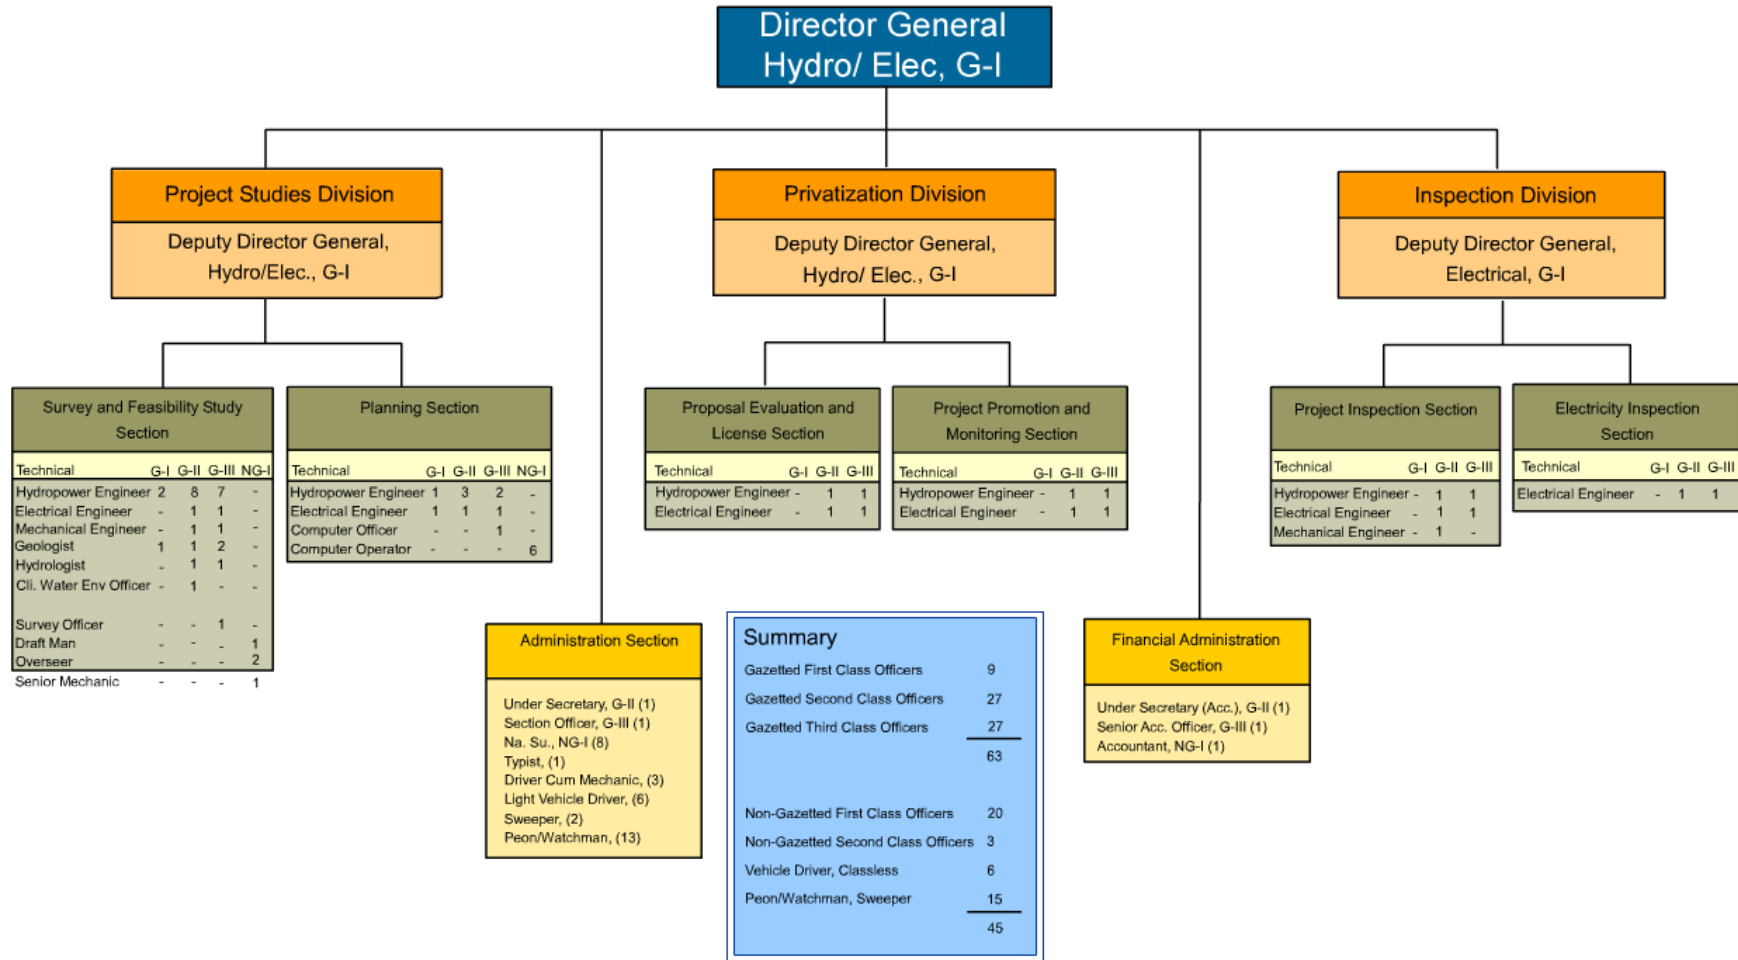 Director General
Hydro/ Elec, G-I
Project Studies Division
Deputy Director General,
Hydro/Elec., G-I
Privatization Division
Deputy Director General,
Hydro/ Elec., G-I
Inspection Division
Deputy Director General,
Electrical, G-I
Survey and Feasibility Study
Section
Technical G-I G-II G-III NG-I
Hydropower Engineer 2 8 7 -
Electrical Engineer - 1 1 -
Mechanical Engineer - 1 1 -
Geologist 1 1 2 -
Hydrologist - 1 1 -
Cli. Water Env Officer - 1 - -
Survey Officer - - 1 -
Draft Man - - - 1
Overseer - - - 2
Senior Mechanic - - - 1
Planning Section
Technical G-I G-II G-III NG-I
Hydropower Engineer 1 3 2 -
Electrical Engineer 1 1 1 -
Computer Officer - - 1 -
Computer Operator - - - 6
Proposal Evaluation and
License Section
Technical G-I G-II G-III
Hydropower Engineer - 1 1
Electrical Engineer - 1 1
Project Promotion and
Monitoring Section
Technical G-I G-II G-III
Hydropower Engineer - 1 1
Electrical Engineer - 1 1
Project Inspection Section
Technical G-I G-II G-III
Hydropower Engineer - 1 1
Electrical Engineer - 1 1
Mechanical Engineer - 1 -
Electricity Inspection
Section
Technical G-I G-II G-III
Electrical Engineer - 1 1
Administration Section
Under Secretary, G-II (1)
Section Officer, G-III (1)
Na. Su., NG-I (8)
Typist, (1)
Driver Cum Mechanic, (3)
Light Vehicle Driver, (6)
Sweeper, (2)
Peon/Watchman, (13)
Summary
Gazetted First Class Officers 9
Gazetted Second Class Officers 27
Gazetted Third Class Officers 27
63
Non-Gazetted First Class Officers 20
Non-Gazetted Second Class Officers 3
Vehicle Driver, Classless 6
Peon/Watchman, Sweeper 15
45
Financial Administration
Section
Under Secretary (Acc.), G-II (1)
Senior Acc. Officer, G-III (1)
Accountant, NG-I (1)